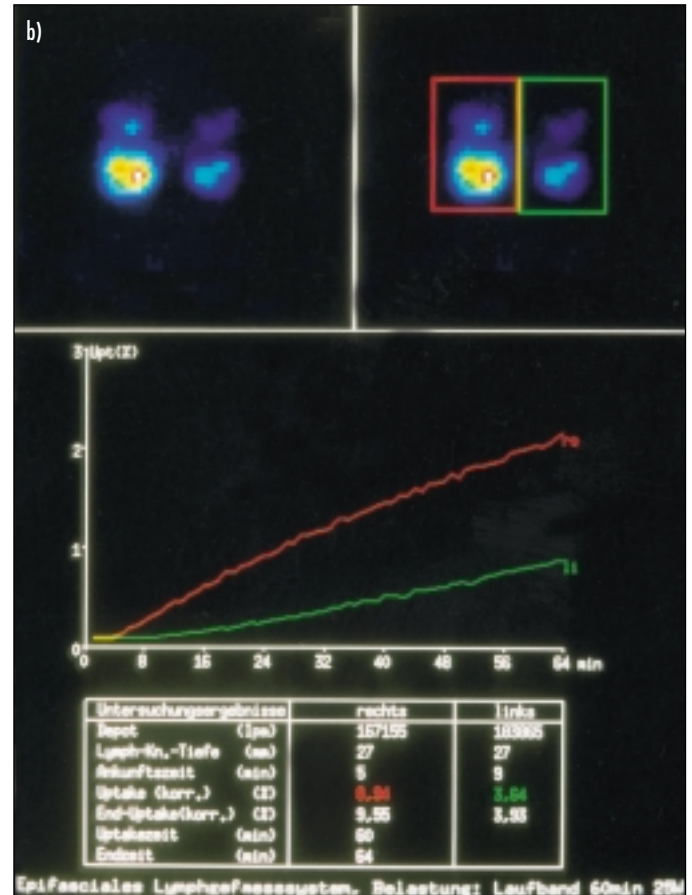 b)
3 Upt(%)
2
1
0
re
li
0 8 16 24 32 40 48 56 64 min
Untersuchungsergebnisse rechts links
Depot (Ipm) 167155
Lymph-Kn.-Tiefe (mm) 27 27
Ankunftszeit (min) 5 9
Uptake (korr.) (%) 3,64
End-Uptake(korr.) (%) 9,55 3,93
Uptakezeit (min) 60
Endzeit (min) 64
Epifasciales Lymphgefaesssystem, Belastung: Laufband 60min 25W